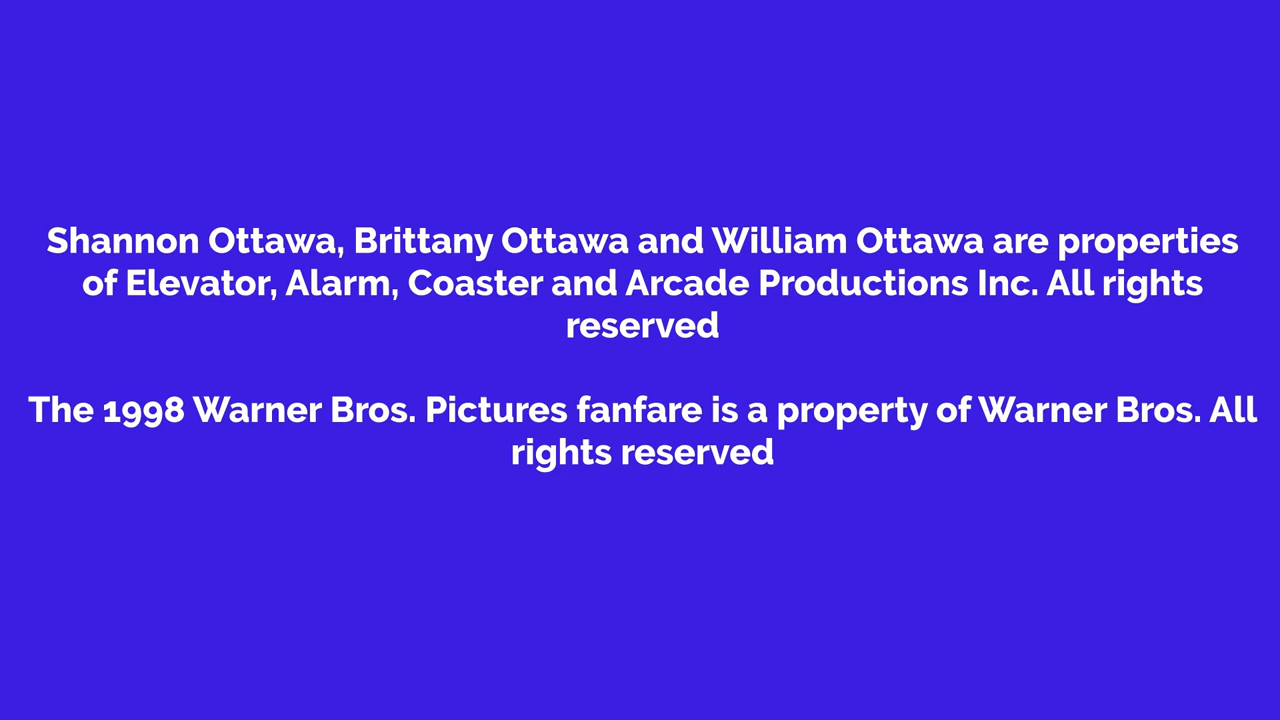 Shannon Ottawa, Brittany Ottawa and William Ottawa are properties
of Elevator, Alarm, Coaster and Arcade Productions Inc. All rights
reserved
The 1998 Warner Bros. Pictures fanfare is a property of Warner Bros. All
rights reserved